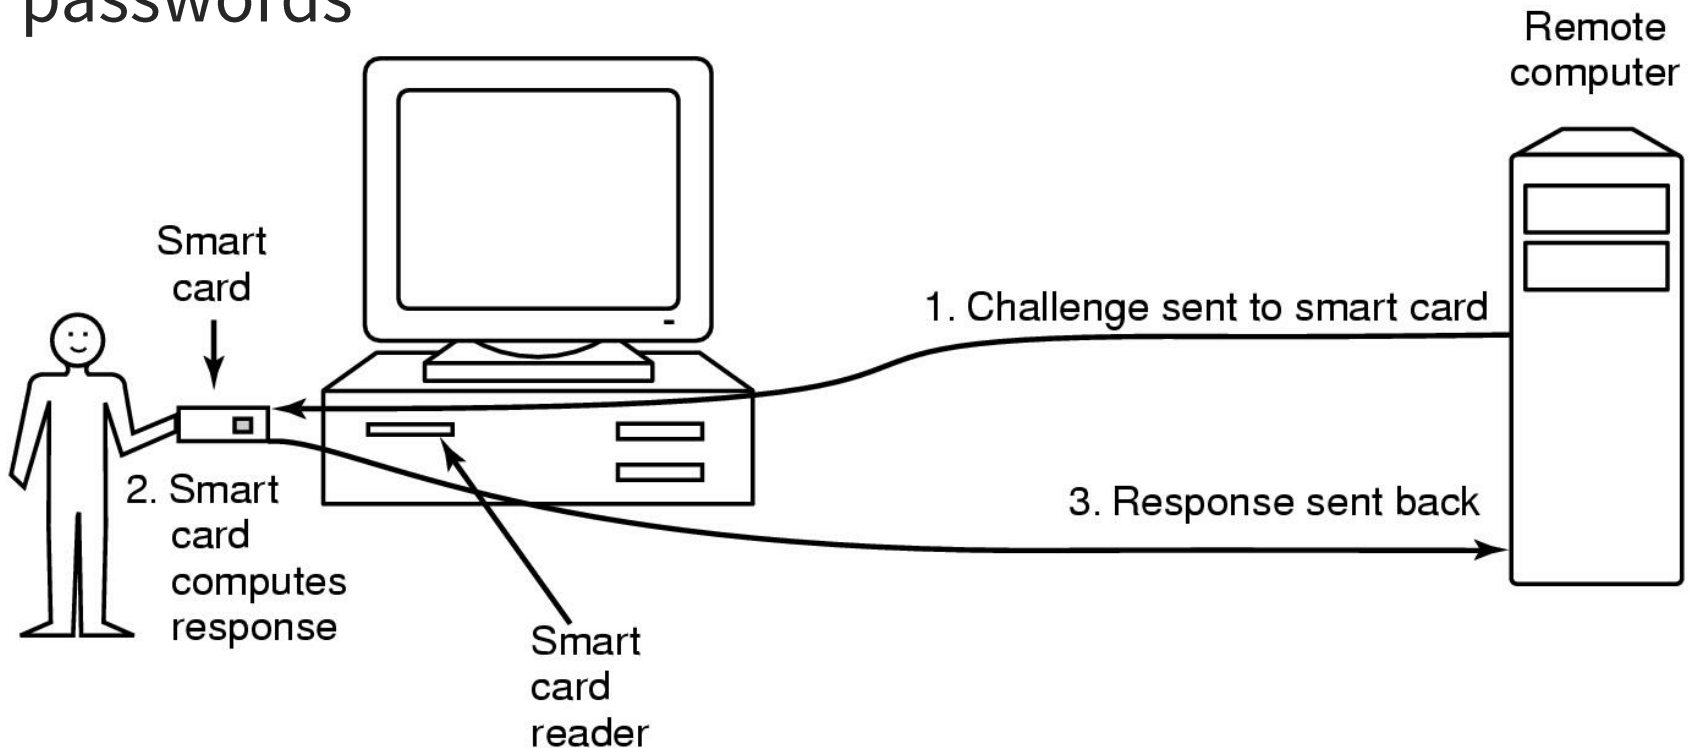 passwords
Remote
computer
Smart
card
1. Challenge sent to smart card
2. Smart
card
computes
response
3. Response sent back
Smart
card
reader